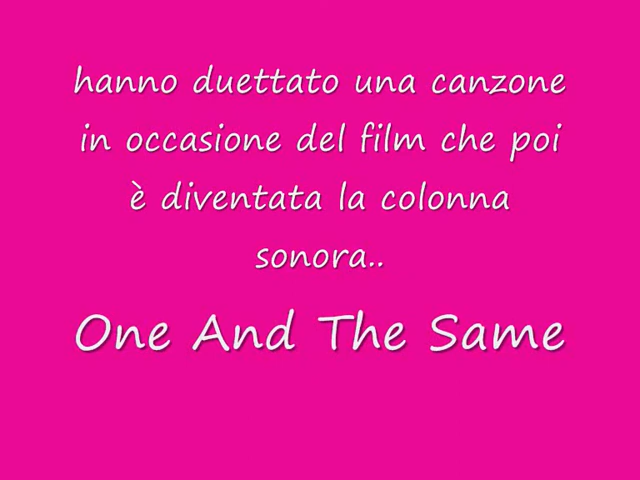 hanno duettato una canzone
in occasione del film che poi
è diventata la colonna
sonora..
One And The Same